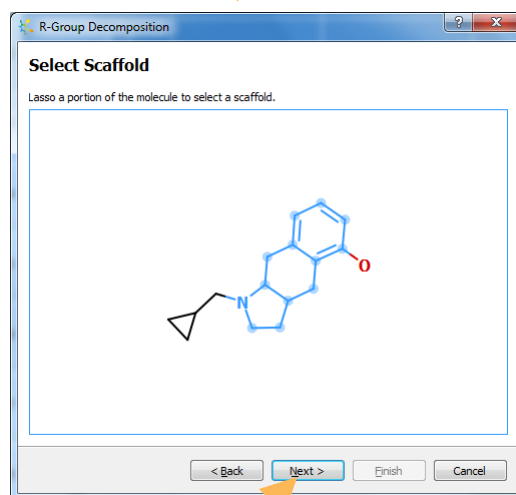 R-Group Decomposition
? X
Select Scaffold
Lasso a portion of the molecule to select a scaffold.
O
N
< Back Next > Finish Cancel